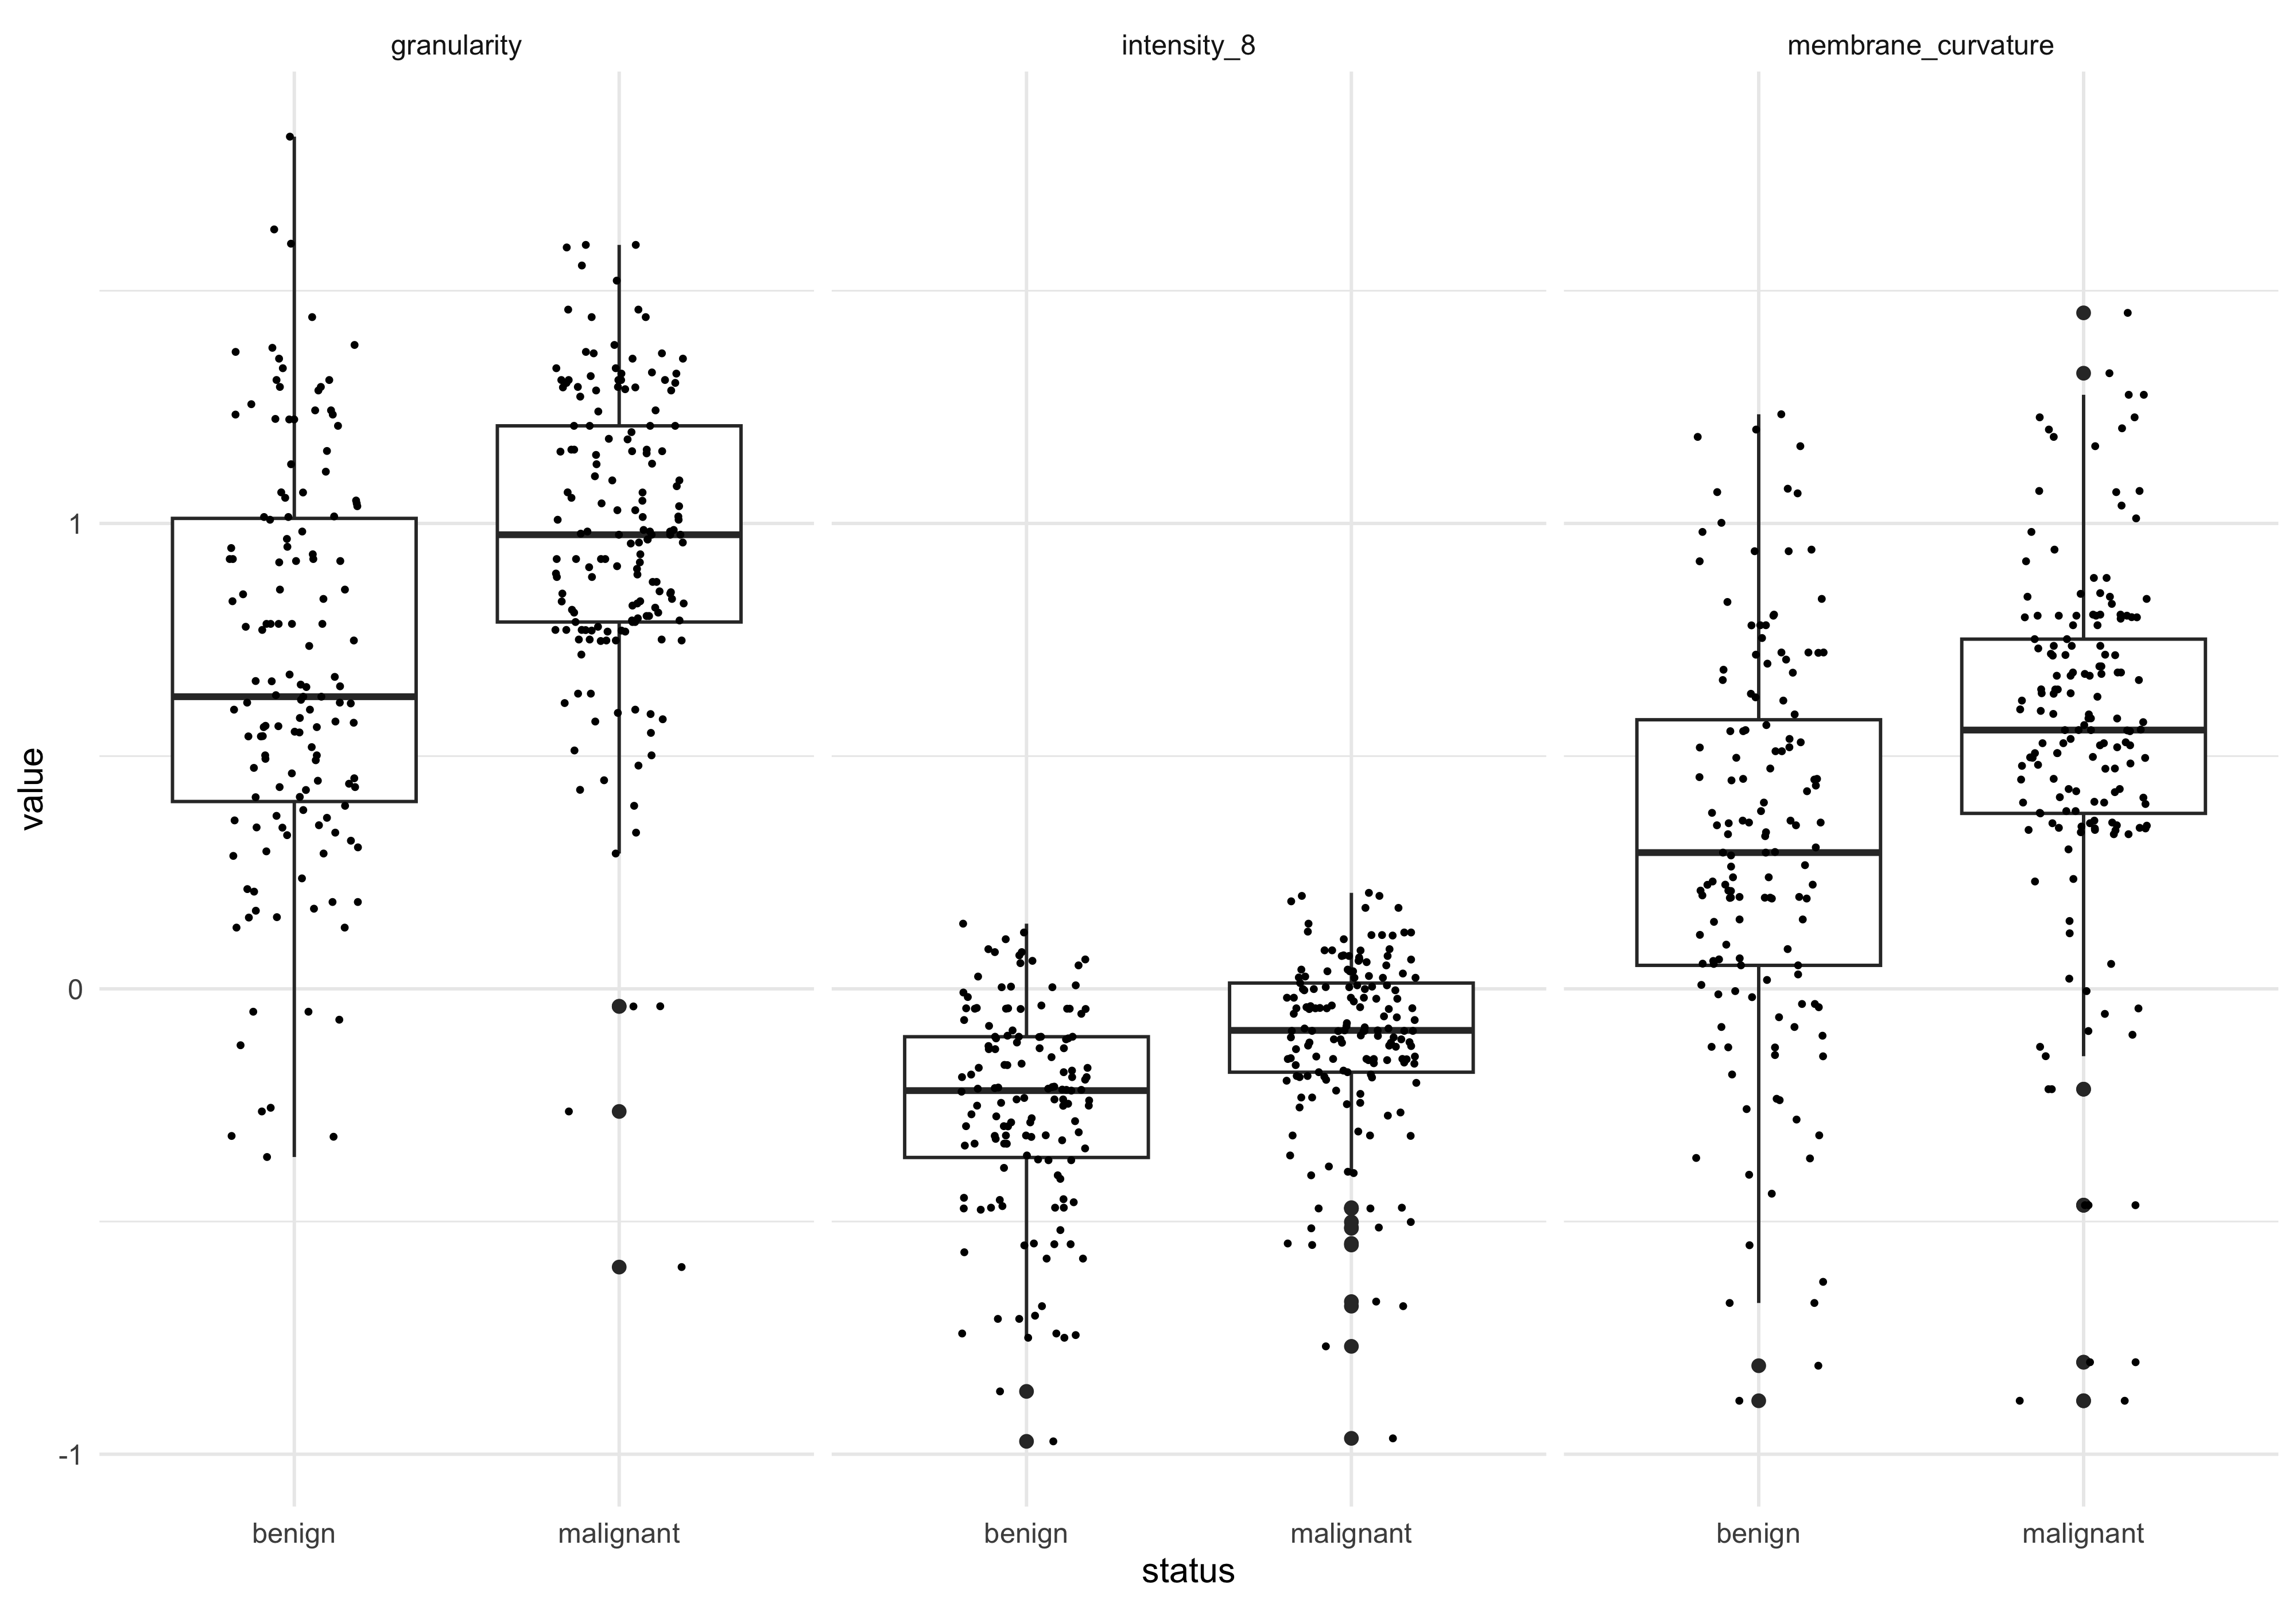 granularity
intensity_8
membrane_curvature
value
1
0
-1
benign
malignant
benign
malignant
benign
malignant
status